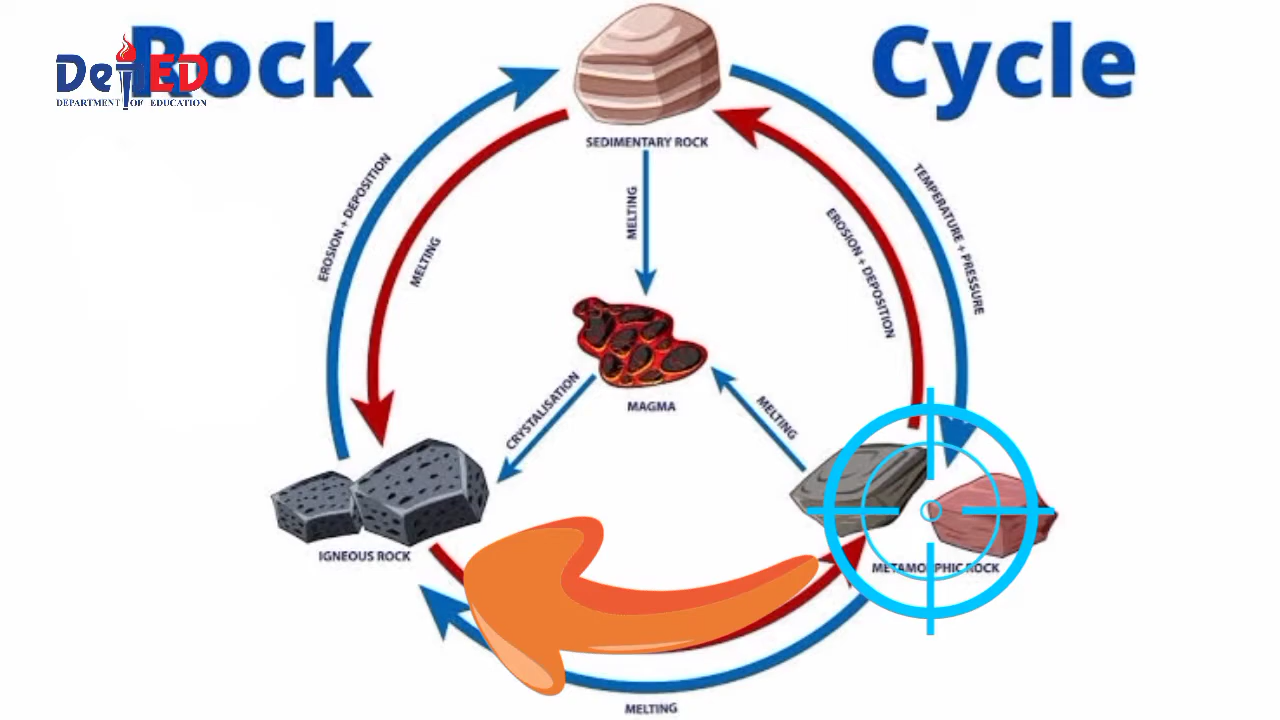 Rock Cycle
DepED
DEPARTMENT OF EDUCATION
SEDIMENTARY ROCK
EROSION + DEPOSITION
MELTING
MELTING
EROSION + DEPOSITION
TEMPERATURE + PRESSURE
MAGMA
CRYSTALISATION
MELTING
IGNEOUS ROCK
METAMORPHIC ROCK
MELTING